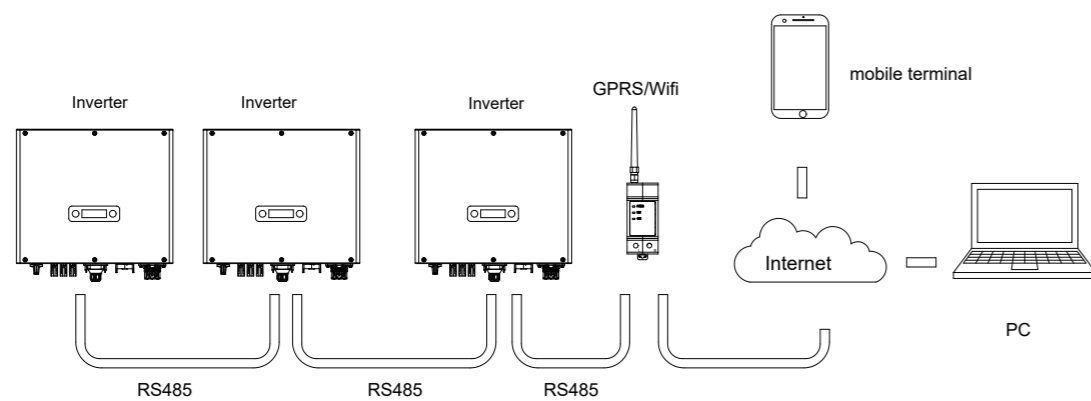 mobile terminal
GPRS/Wifi
Inverter
Inverter
Inverter
Internet
PC
RS485
RS485
RS485